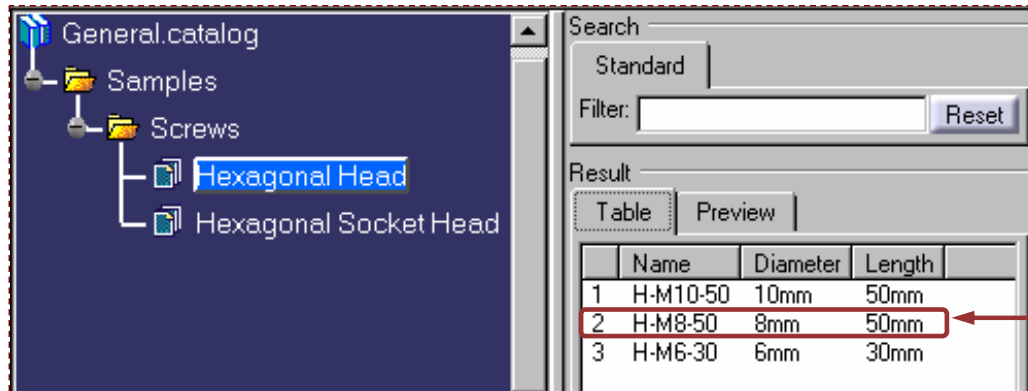 General.catalog
Samples
Screws
Hexagonal Head
Hexagonal Socket Head
Search
Standard
Filter: Reset
Result
Table Preview
Name Diameter Length
1 H-M10-50 10mm 50mm
2 H-M8-50 8mm 50mm
3 H-M6-30 6mm 30mm